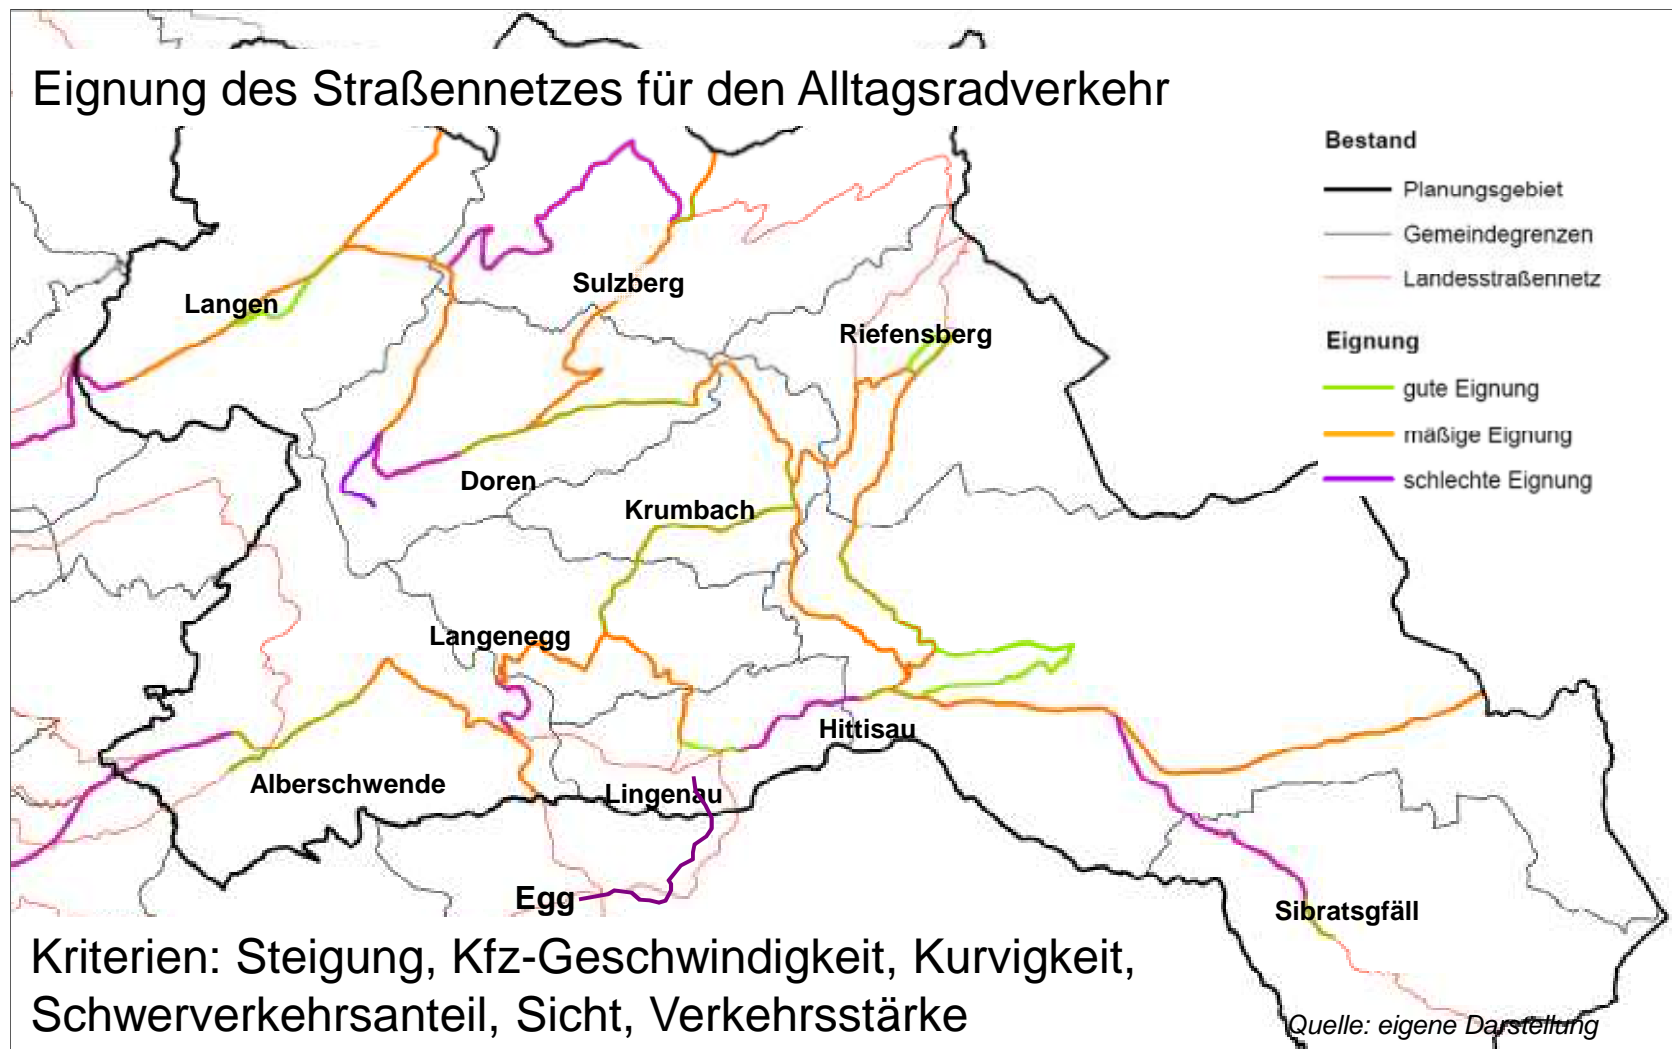 Eignung des Straßennetzes für den Alltagsradverkehr
Bestand
Planungsgebiet
Gemeindegrenzen
Landesstraßennetz
Eignung
gute Eignung
mäßige Eignung
schlechte Eignung
Langen
Sulzberg
Riefensberg
Doren
Krumbach
Langenegg
Hittisau
Alberschwende
Lingenau
Egg
Sibratsgfäll
Kriterien: Steigung, Kfz-Geschwindigkeit, Kurvigkeit,
Schwerverkehrsanteil, Sicht, Verkehrsstärke
Quelle: eigene Darstellung